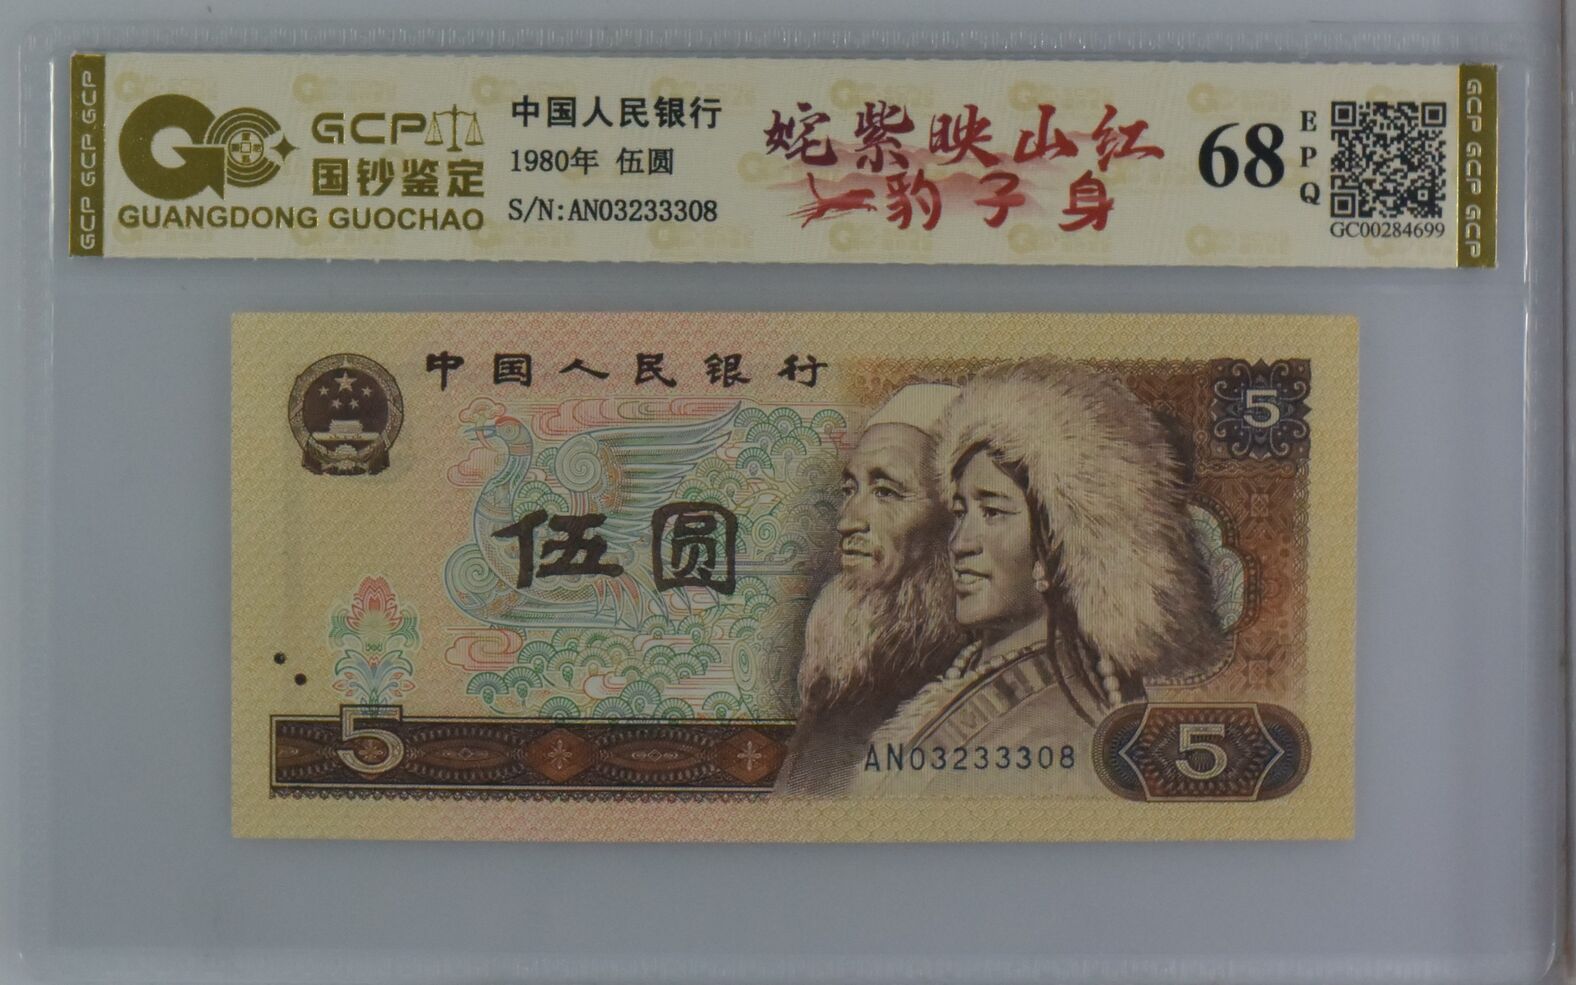 GCP GCP GCP
GCP
国钞鉴定
GUANGDONG GUOCHAO
中国人民银行
1980年 伍圆
S/N:AN03233308
姹紫映山红
豹子身
68
EPQ
GC00284699
GCP GCP GCP
中国人民银行
5
伍圆
5
AN03233308
5